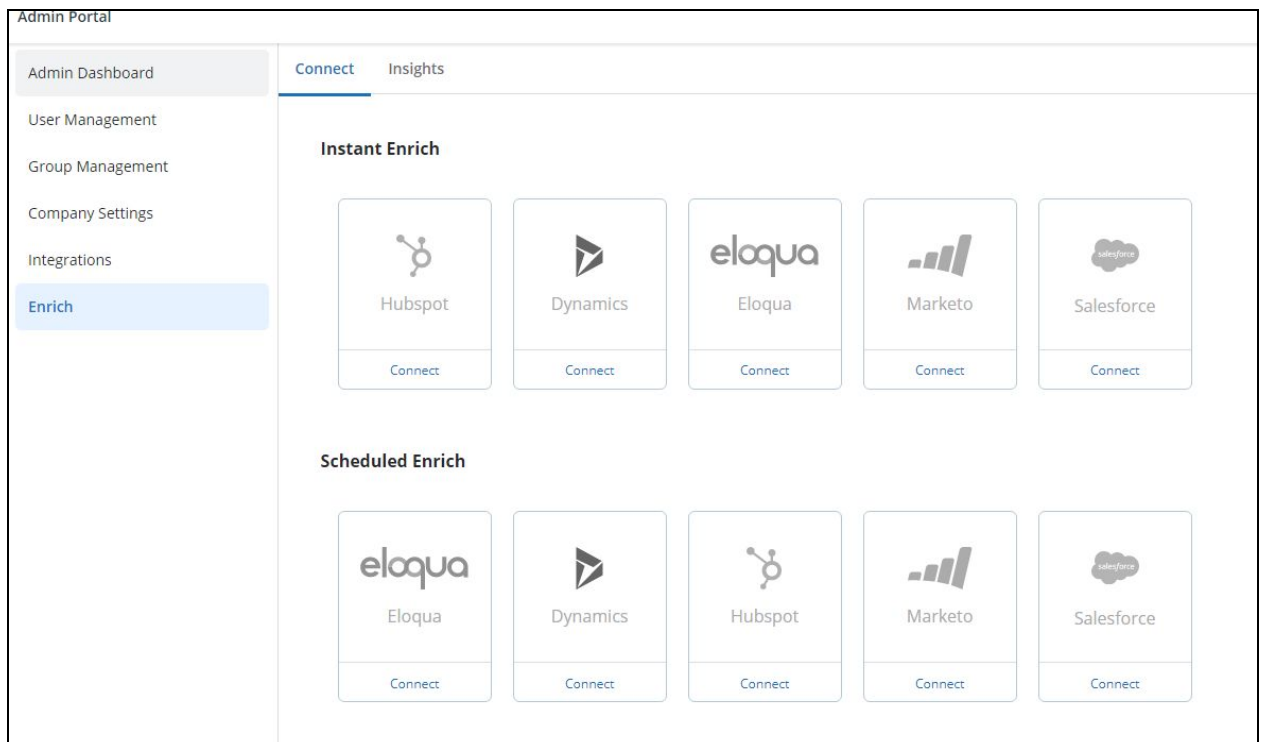 Admin Portal
Admin Dashboard
User Management
Group Management
Company Settings
Integrations
Enrich
Connect Insights
Instant Enrich
eloqua salesforce
Hubspot Dynamics Eloqua Marketo Salesforce
Connect Connect Connect Connect Connect
Scheduled Enrich
eloqua salesforce
Eloqua Dynamics Hubspot Marketo Salesforce
Connect Connect Connect Connect Connect